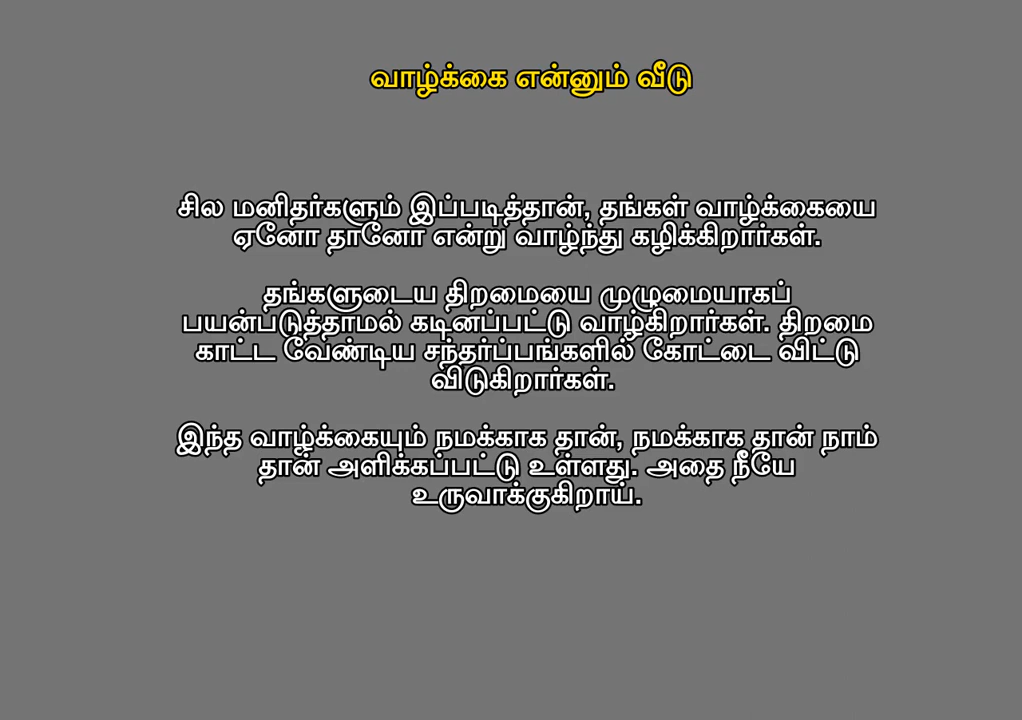 வாழ்க்கை என்னும் வீடு
சில மனிதர்களும் இப்படித்தான், தங்கள் வாழ்க்கையை
ஏனோ தானோ என்று வாழ்ந்து கழிக்கிறார்கள்.
தங்களுடைய திறமையை முழுமையாகப்
பயன்படுத்தாமல் கடினப்பட்டு வாழ்கிறார்கள். திறமை
காட்ட வேண்டிய சந்தர்ப்பங்களில் கோட்டை விட்டு
விடுகிறார்கள்.
இந்த வாழ்க்கையும் நமக்காக தான், நமக்காக தான் நாம்
தான் அளிக்கப்பட்டு உள்ளது. அதை நீயே
உருவாக்குகிறாய்.